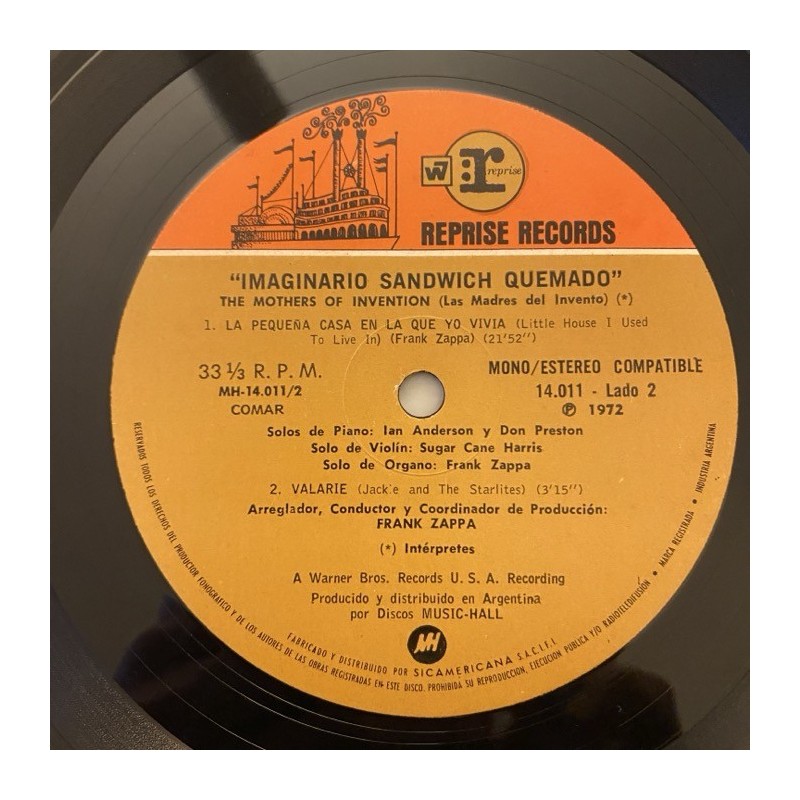 W7 :r reprise
REPRISE RECORDS
"IMAGINARIO SANDWICH QUEMADO"
THE MOTHERS OF INVENTION (Las Madres del Invento) (*)
1. LA PEQUEÑA CASA EN LA QUE YO VIVIA (Little House I Used
To Live In) (Frank Zappa) (21'52")
33 1/3 R. P. M.
MH-14.011/2
COMAR
MONO/ESTEREO COMPATIBLE
14.011 - Lado 2
℗ 1972
Solos de Piano: Ian Anderson y Don Preston
Solo de Violín: Sugar Cane Harris
Solo de Organo: Frank Zappa
2. VALARIE (Jackie and The Starlites) (3'15")
Arreglador, Conductor y Coordinador de Producción:
FRANK ZAPPA
(*) Intérpretes
A Warner Bros. Records U. S. A. Recording
Producido y distribuido en Argentina
por Discos MUSIC-HALL
MH
FABRICADO Y DISTRIBUIDO POR SICAMERICANA S.A.C.I.F.I.
RESERVADOS TODOS LOS DERECHOS DEL PRODUCTOR FONOGRAFICO Y DE LOS AUTORES DE LAS OBRAS REGISTRADAS EN ESTE DISCO. PROHIBIDA SU REPRODUCCION, EJECUCION PUBLICA Y/O RADIOTELEDIFUSIÓN • MARCA REGISTRADA • INDUSTRIA ARGENTINA